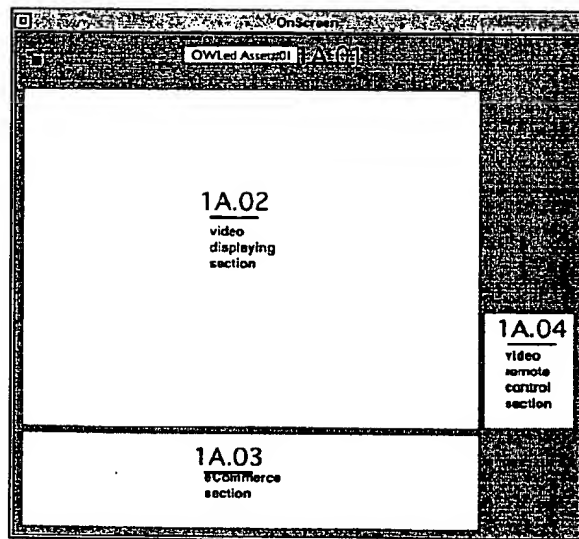 OnScreen
OWLed Asset#01 1A.01
1A.02
video
displaying
section
1A.04
video
remote
control
section
1A.03
eCommerce
section